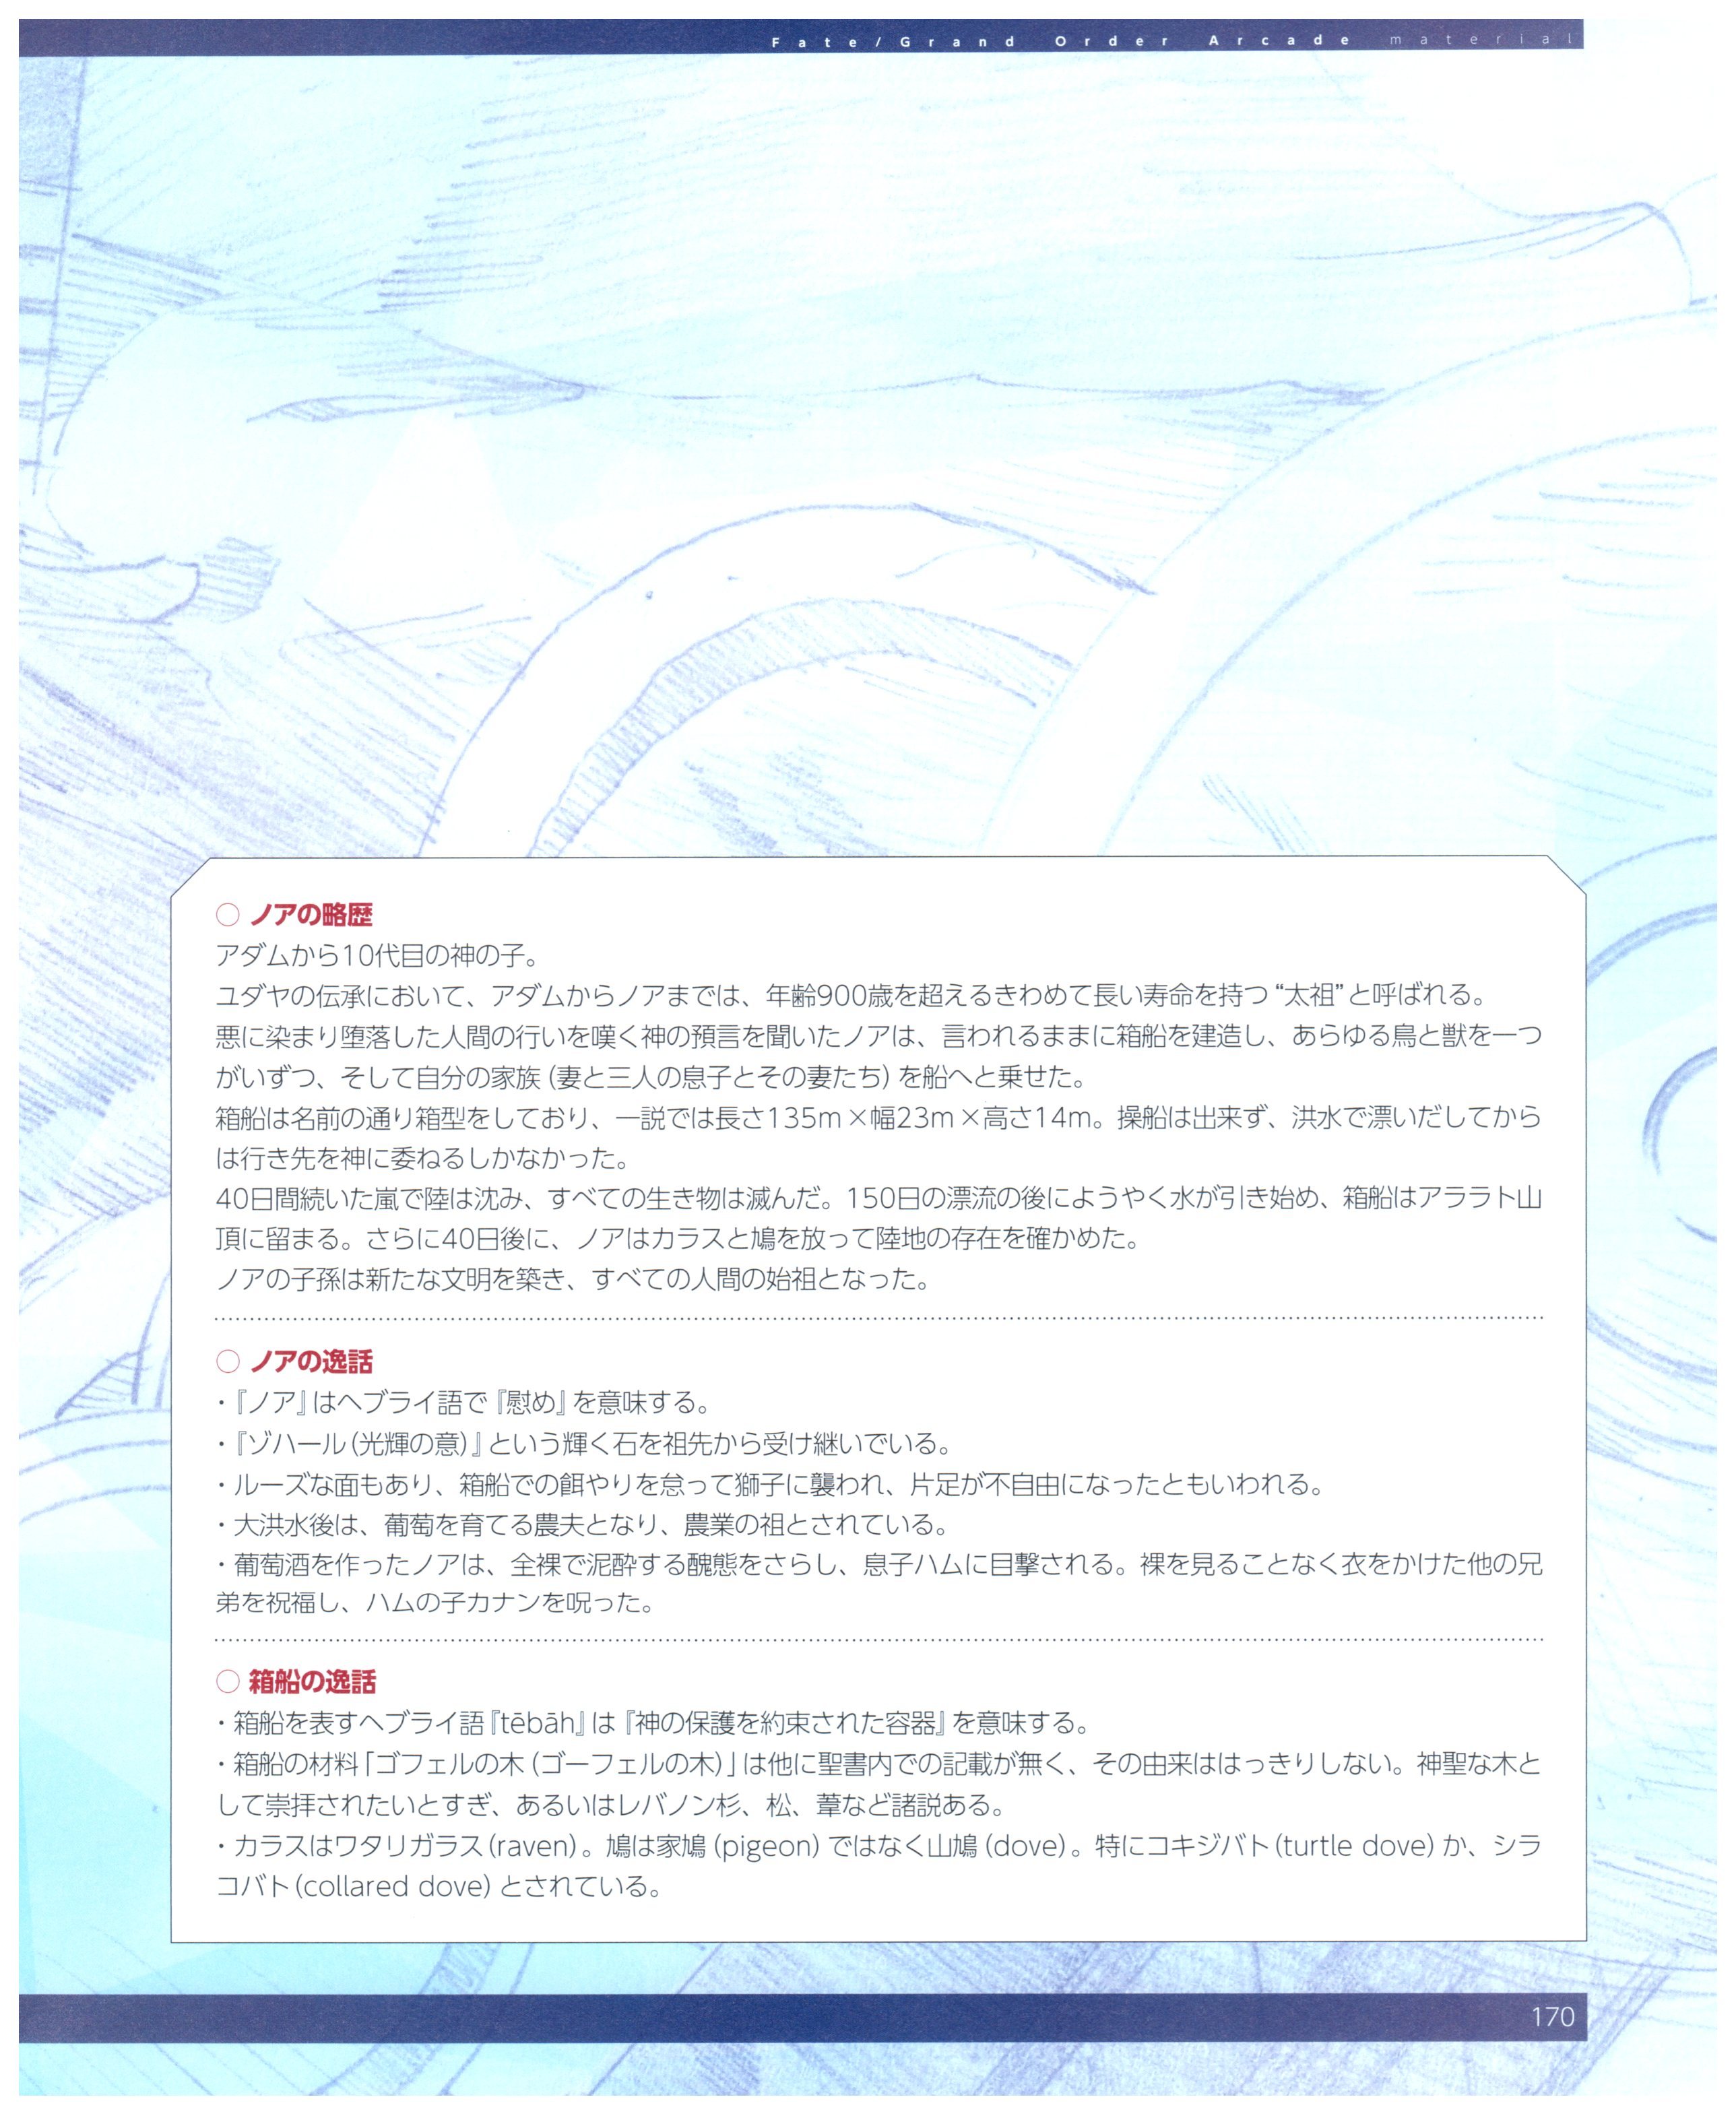 Fate/Grand Order Arcade material
○ ノアの略歴
アダムから10代目の神の子。
ユダヤの伝承において、アダムからノアまでは、年齢900歳を超えるきわめて長い寿命を持つ“太祖”と呼ばれる。
悪に染まり堕落した人間の行いを嘆く神の預言を聞いたノアは、言われるままに箱船を建造し、あらゆる鳥と獣を一つ
がいずつ、そして自分の家族（妻と三人の息子とその妻たち）を船へと乗せた。
箱船は名前の通り箱型をしており、一説では長さ135m×幅23m×高さ14m。操船は出来ず、洪水で漂いだしてから
は行き先を神に委ねるしかなかった。
40日間続いた嵐で陸は沈み、すべての生き物は滅んだ。150日の漂流の後にようやく水が引き始め、箱船はアララト山
頂に留まる。さらに40日後に、ノアはカラスと鳩を放って陸地の存在を確かめた。
ノアの子孫は新たな文明を築き、すべての人間の始祖となった。
○ ノアの逸話
・『ノア』はヘブライ語で『慰め』を意味する。
・『ゾハール（光輝の意）』という輝く石を祖先から受け継いでいる。
・ルーズな面もあり、箱船での餌やりを怠って獅子に襲われ、片足が不自由になったともいわれる。
・大洪水後は、葡萄を育てる農夫となり、農業の祖とされている。
・葡萄酒を作ったノアは、全裸で泥酔する醜態をさらし、息子ハムに目撃される。裸を見ることなく衣をかけた他の兄
弟を祝福し、ハムの子カナンを呪った。
○ 箱船の逸話
・箱船を表すヘブライ語『tēbāh』は『神の保護を約束された容器』を意味する。
・箱船の材料「ゴフェルの木（ゴーフェルの木）」は他に聖書内での記載が無く、その由来ははっきりしない。神聖な木と
して崇拝されたいとすぎ、あるいはレバノン杉、松、葦など諸説ある。
・カラスはワタリガラス（raven）。鳩は家鳩（pigeon）ではなく山鳩（dove）。特にコキジバト（turtle dove）か、シラ
コバト（collared dove）とされている。
170